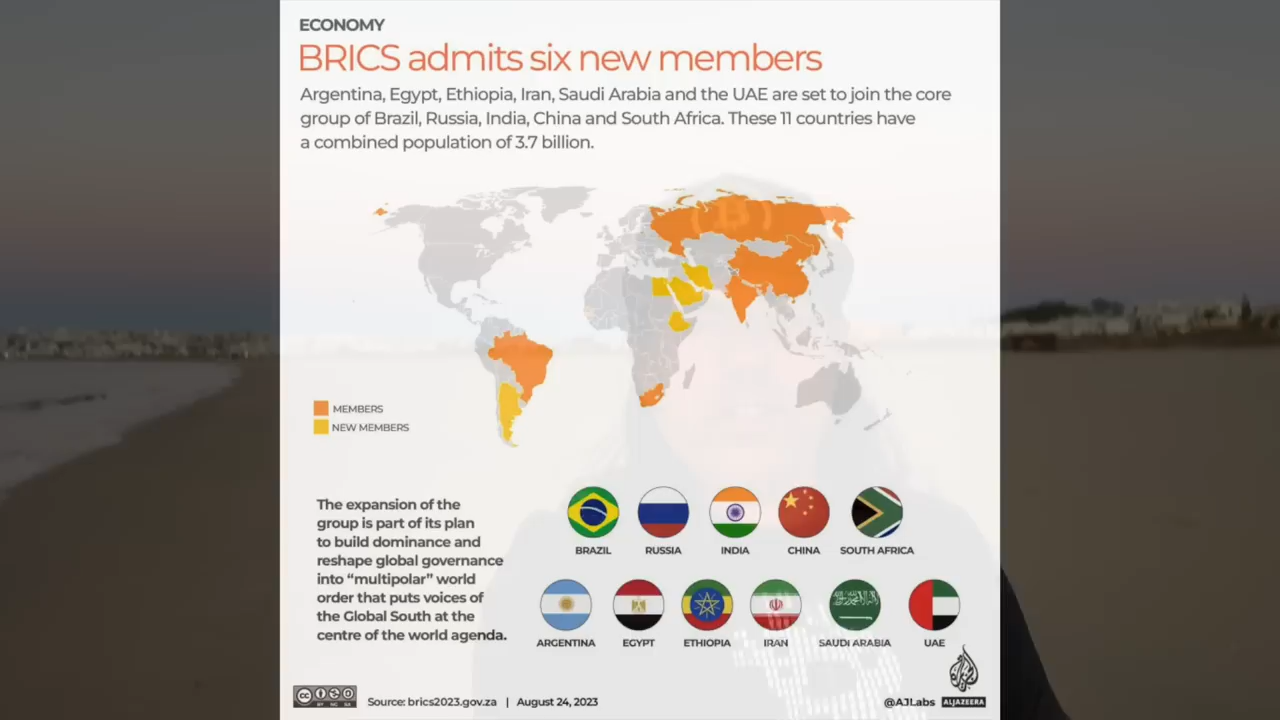 ECONOMY
BRICS admits six new members
Argentina, Egypt, Ethiopia, Iran, Saudi Arabia and the UAE are set to join the core
group of Brazil, Russia, India, China and South Africa. These 11 countries have
a combined population of 3.7 billion.
MEMBERS
NEW MEMBERS
The expansion of the
group is part of its plan
to build dominance and
reshape global governance
into “multipolar” world
order that puts voices of
the Global South at the
centre of the world agenda.
BRAZIL RUSSIA INDIA CHINA SOUTH AFRICA
ARGENTINA EGYPT ETHIOPIA IRAN SAUDI ARABIA UAE
Source: brics2023.gov.za | August 24, 2023
@AJLabs ALJAZEERA